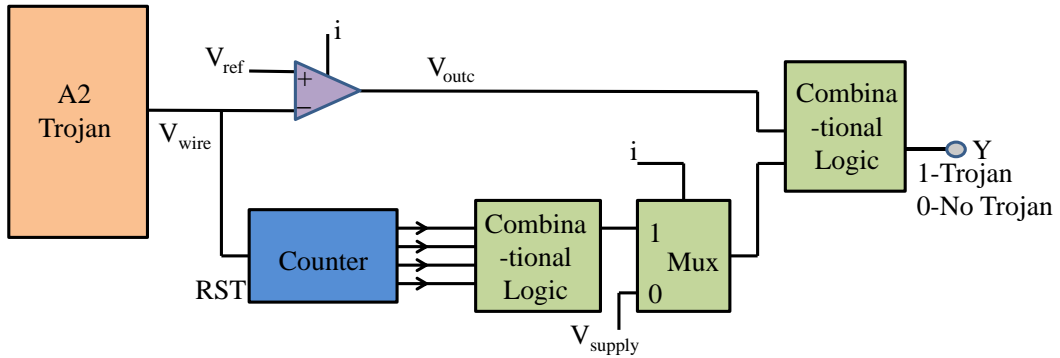 A2
Trojan
V_wire
V_ref
+
−
i
V_outc
RST
Counter
Combina
-tional
Logic
i
1
Mux
0
V_supply
Combina
-tional
Logic
Y
1-Trojan
0-No Trojan